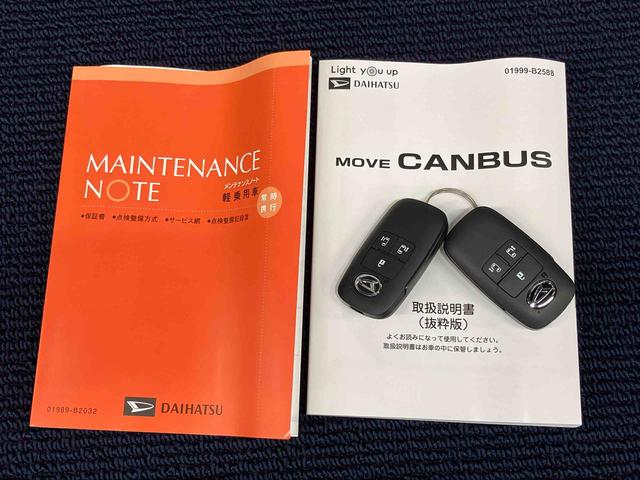 MAINTENANCE
NOTE
メンテナンスノート
軽乗用車
常時
携行
•保証書 •点検整備方式 •サービス網 •点検整備記録簿
01989-B2032
DAIHATSU
Light you up
DAIHATSU
01999-B2588
MOVE CANBUS
取扱説明書
（抜粋版）
よくお読みになって使用してください。
取扱説明書はお車の中に保管しましょう。